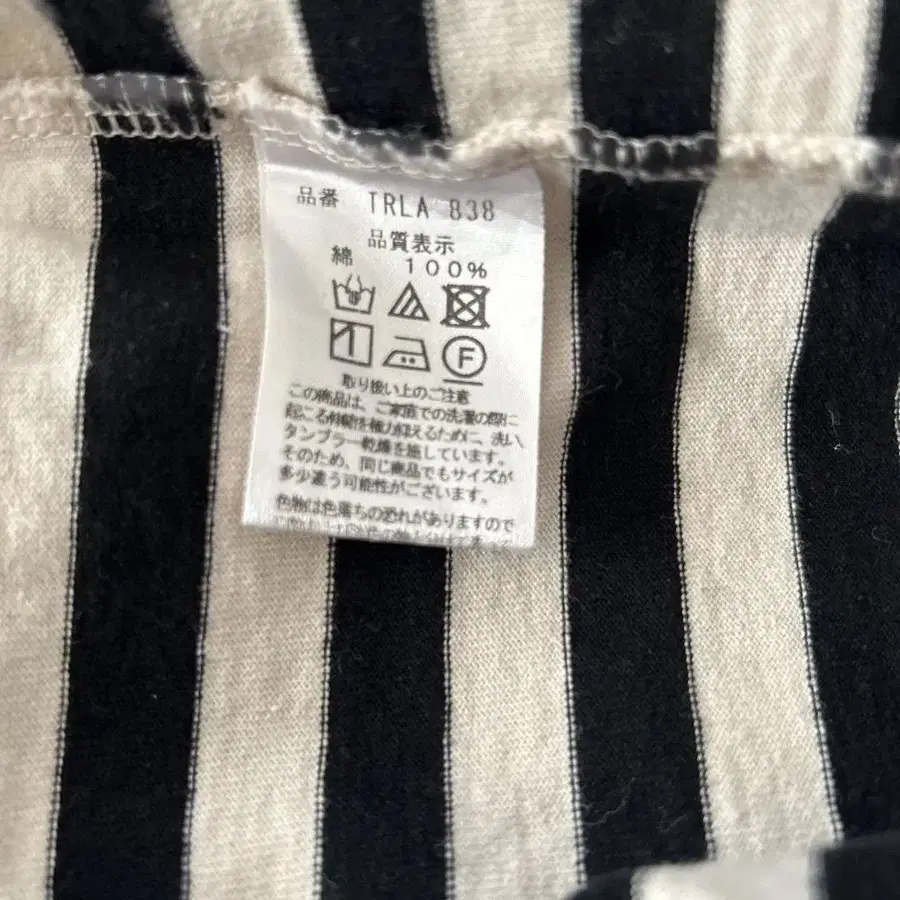 品番 TRLA 838
品質表示
綿 100%
F
取り扱い上のご注意
この商品は、ご家庭での洗濯の際に
起こる収縮を極力抑えるために、洗い、
タンブラー乾燥を施しています。
そのため、同じ商品でもサイズが
多少違う可能性がございます。
色物は色落ちの恐れがありますので